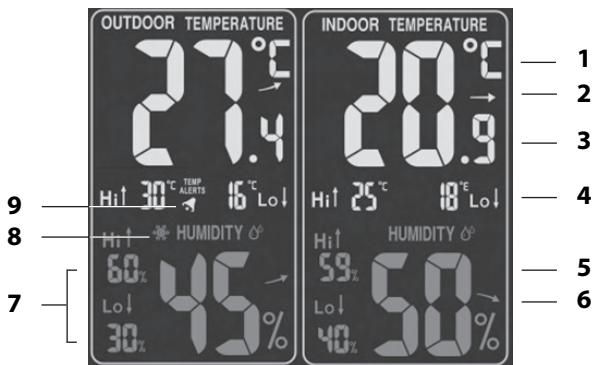 OUTDOOR TEMPERATURE INDOOR TEMPERATURE
27.4 °C 20.9 °C
1
2
3
Hi↑ 30°C TEMP ALERTS 16°C Lo↓ Hi↑ 25°C 18°E Lo↓
4
9
8
HUMIDITY HUMIDITY
Hi↑ 60% 45% Hi↑ 59% 50%
5
6
7
Lo↓ 30% Lo↓ 40%